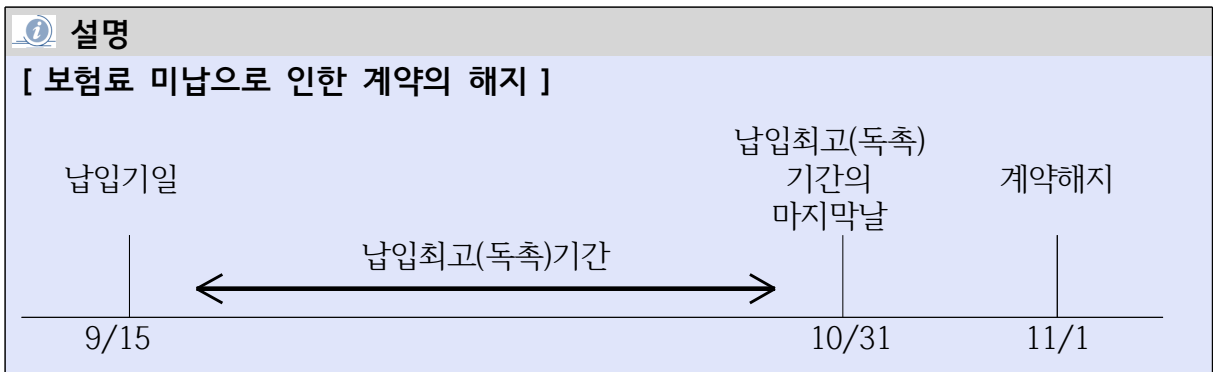 설명
[ 보험료 미납으로 인한 계약의 해지 ]
납입최고(독촉)
납입기일 기간의 계약해지
마지막날
납입최고(독촉)기간
9/15 10/31 11/1